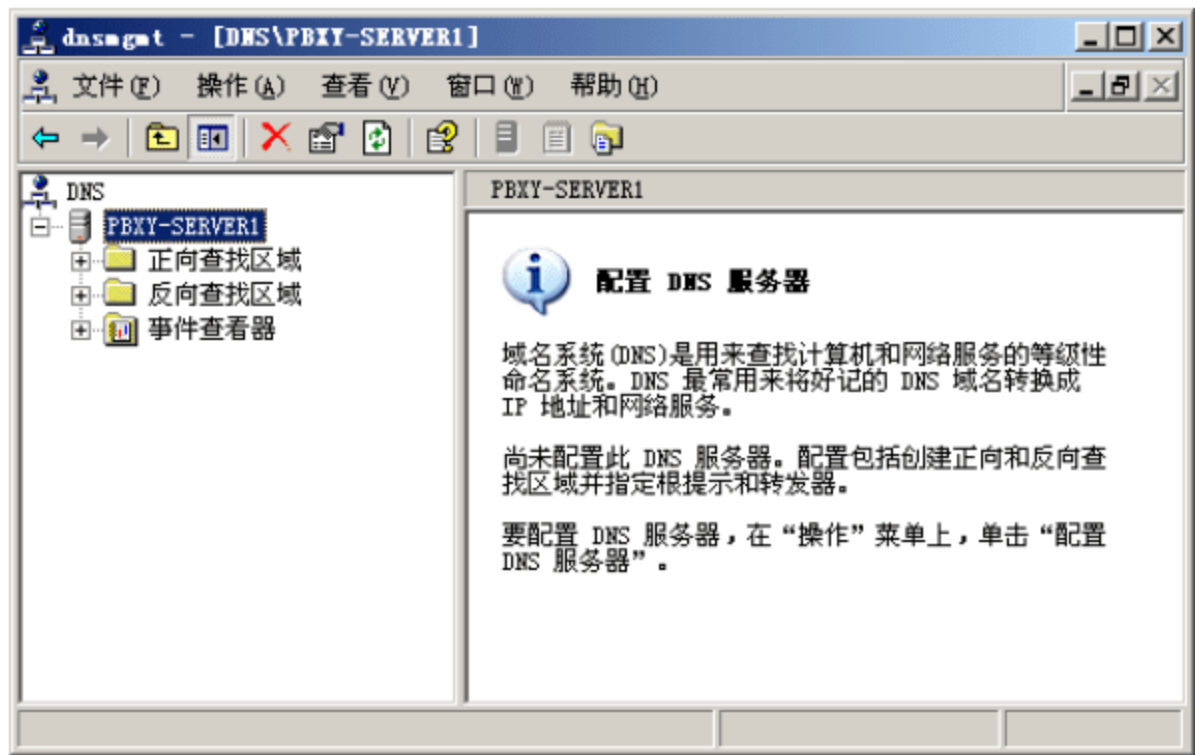 dnsmgmt - [DNS\PBXY-SERVER1]
文件(F) 操作(A) 查看(V) 窗口(W) 帮助(H)
DNS
PBXY-SERVER1
正向查找区域
反向查找区域
事件查看器
PBXY-SERVER1
配置 DNS 服务器
域名系统(DNS)是用来查找计算机和网络服务的等级性
命名系统。DNS 最常用来将好记的 DNS 域名转换成
IP 地址和网络服务。
尚未配置此 DNS 服务器。配置包括创建正向和反向查
找区域并指定根提示和转发器。
要配置 DNS 服务器，在“操作”菜单上，单击“配置
DNS 服务器”。